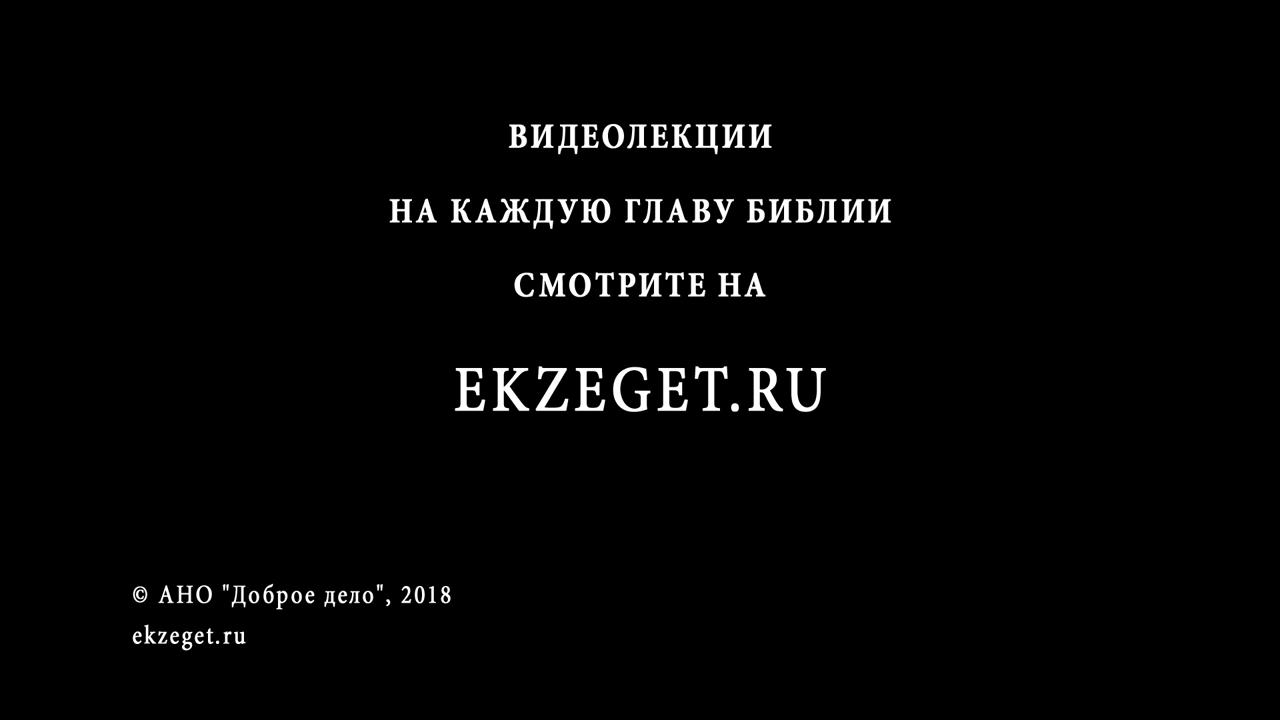 ВИДЕОЛЕКЦИИ
НА КАЖДУЮ ГЛАВУ БИБЛИИ
СМОТРИТЕ НА
EKZEGET.RU
© АНО "Доброе дело", 2018
ekzeget.ru